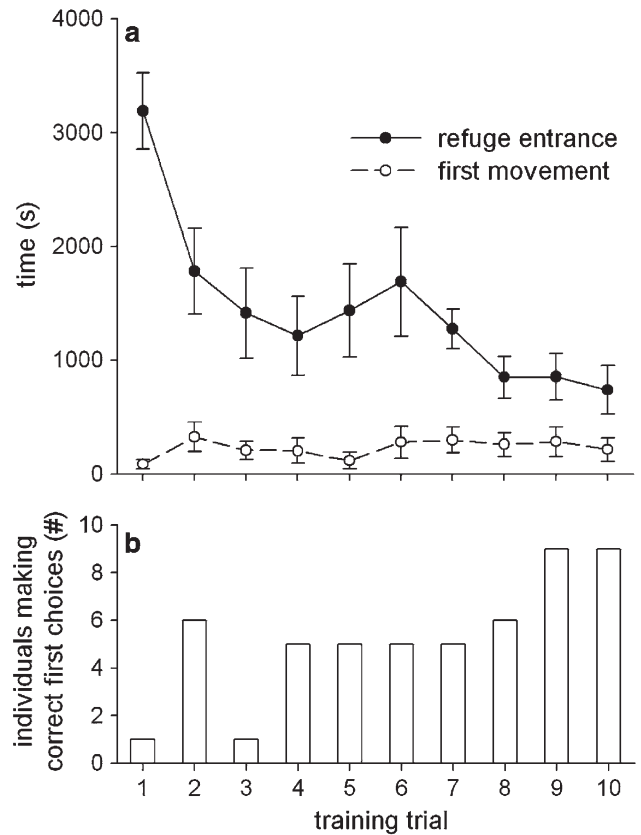 4000
a
3000
refuge entrance
first movement
time (s)
2000
1000
0
b
10
individuals making
correct first choices (#)
8
6
4
2
0
1 2 3 4 5 6 7 8 9 10
training trial